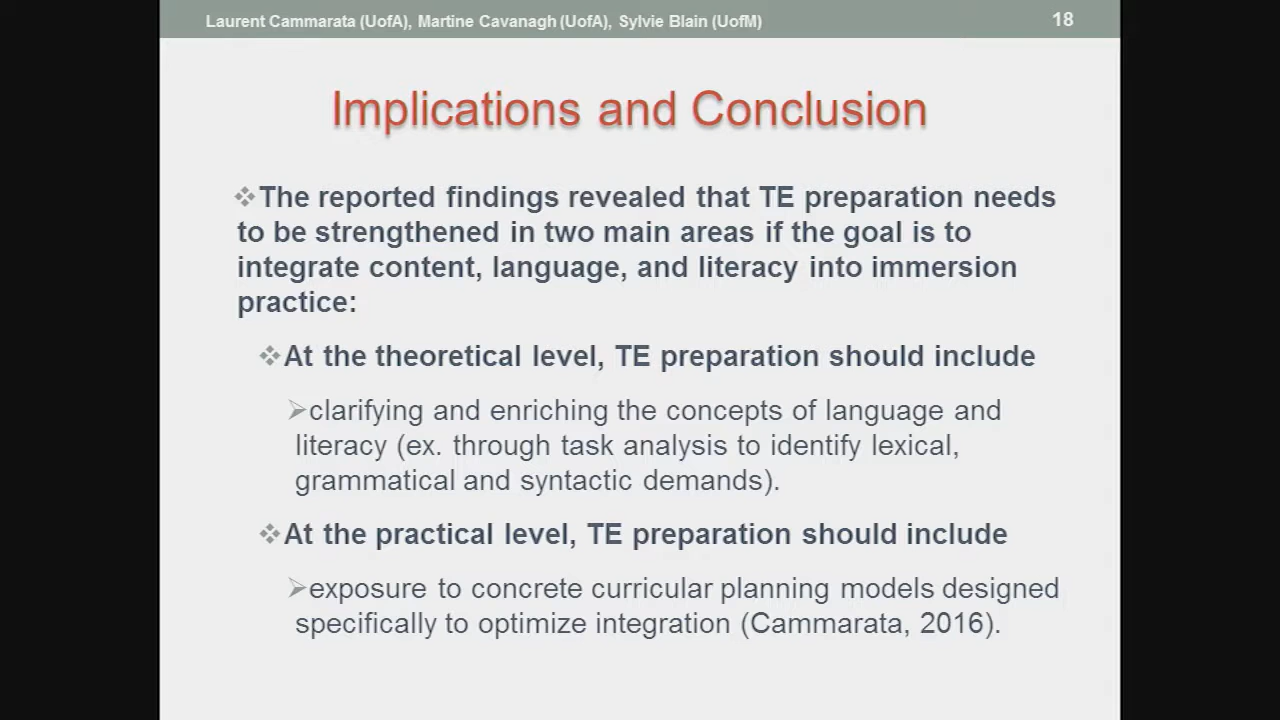 Laurent Cammarata (UofA), Martine Cavanagh (UofA), Sylvie Blain (UofM)
18
Implications and Conclusion
The reported findings revealed that TE preparation needs
to be strengthened in two main areas if the goal is to
integrate content, language, and literacy into immersion
practice:
At the theoretical level, TE preparation should include
clarifying and enriching the concepts of language and
literacy (ex. through task analysis to identify lexical,
grammatical and syntactic demands).
At the practical level, TE preparation should include
exposure to concrete curricular planning models designed
specifically to optimize integration (Cammarata, 2016).